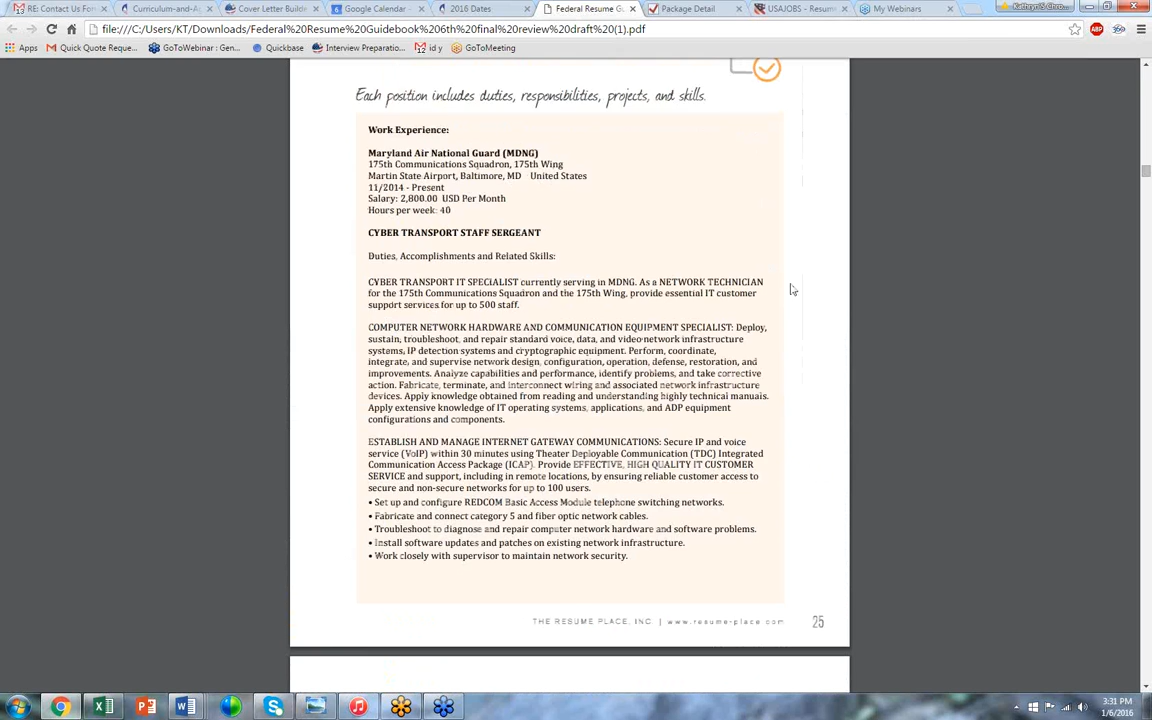 RE: Contact Us For
Curriculum-and-A
Cover Letter Builde
Google Calendar -
2016 Dates
Federal Resume Gu
Package Detail
USAJOBS - Resum
My Webinars
file:///C:/Users/KT/Downloads/Federal%20Resume%20Guidebook%206th%20final%20review%20draft%20(1).pdf
Apps
Quick Quote Reque...
GoToWebinar : Gen...
Quickbase
Interview Preparatio...
id y
GoToMeeting
Each position includes duties, responsibilities, projects, and skills.
Work Experience:
Maryland Air National Guard (MDNG)
175th Communications Squadron, 175th Wing
Martin State Airport, Baltimore, MD United States
11/2014 - Present
Salary: 2,800.00 USD Per Month
Hours per week: 40
CYBER TRANSPORT STAFF SERGEANT
Duties, Accomplishments and Related Skills:
CYBER TRANSPORT IT SPECIALIST currently serving in MDNG. As a NETWORK TECHNICIAN
for the 175th Communications Squadron and the 175th Wing, provide essential IT customer
support services for up to 500 staff.
COMPUTER NETWORK HARDWARE AND COMMUNICATION EQUIPMENT SPECIALIST: Deploy,
sustain, troubleshoot, and repair standard voice, data, and video network infrastructure
systems, IP detection systems and cryptographic equipment. Perform, coordinate,
integrate, and supervise network design, configuration, operation, defense, restoration, and
improvements. Analyze capabilities and performance, identify problems, and take corrective
action. Fabricate, terminate, and interconnect wiring and associated network infrastructure
devices. Apply knowledge obtained from reading and understanding highly technical manuals.
Apply extensive knowledge of IT operating systems, applications, and ADP equipment
configurations and components.
ESTABLISH AND MANAGE INTERNET GATEWAY COMMUNICATIONS: Secure IP and voice
service (VoIP) within 30 minutes using Theater Deployable Communication (TDC) Integrated
Communication Access Package (ICAP). Provide EFFECTIVE, HIGH QUALITY IT CUSTOMER
SERVICE and support, including in remote locations, by ensuring reliable customer access to
secure and non-secure networks for up to 100 users.
• Set up and configure REDCOM Basic Access Module telephone switching networks.
• Fabricate and connect category 5 and fiber optic network cables.
• Troubleshoot to diagnose and repair computer network hardware and software problems.
• Install software updates and patches on existing network infrastructure.
• Work closely with supervisor to maintain network security.
THE RESUME PLACE, INC. | www.resume-place.com 25
3:31 PM
1/6/2016